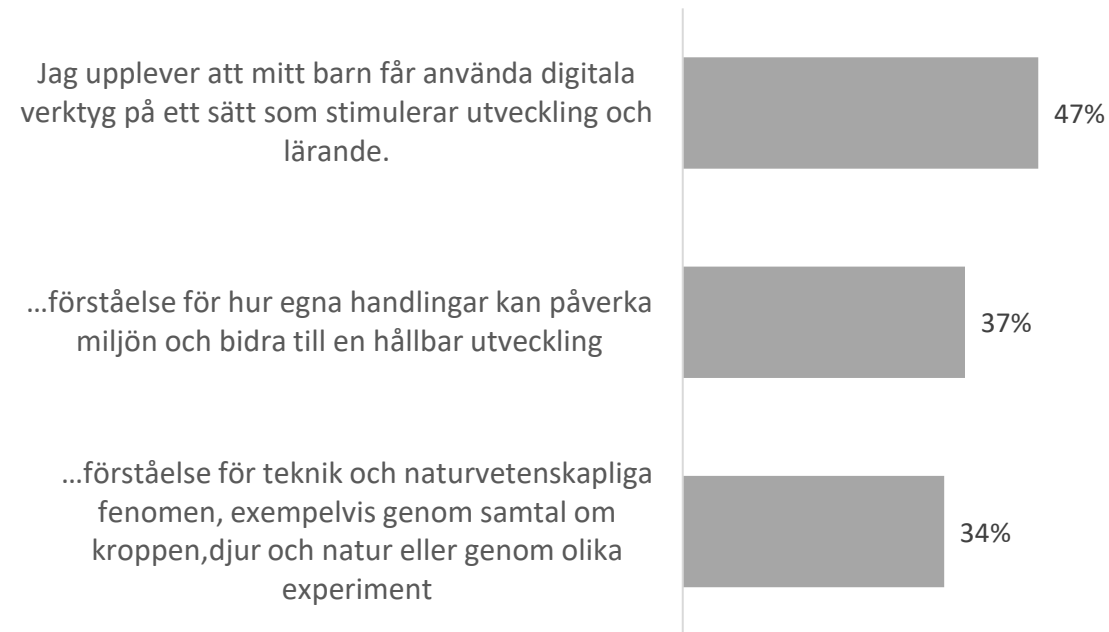 Jag upplever att mitt barn får använda digitala
verktyg på ett sätt som stimulerar utveckling och
lärande.
47%
…förståelse för hur egna handlingar kan påverka
miljön och bidra till en hållbar utveckling
37%
…förståelse för teknik och naturvetenskapliga
fenomen, exempelvis genom samtal om
kroppen,djur och natur eller genom olika
experiment
34%